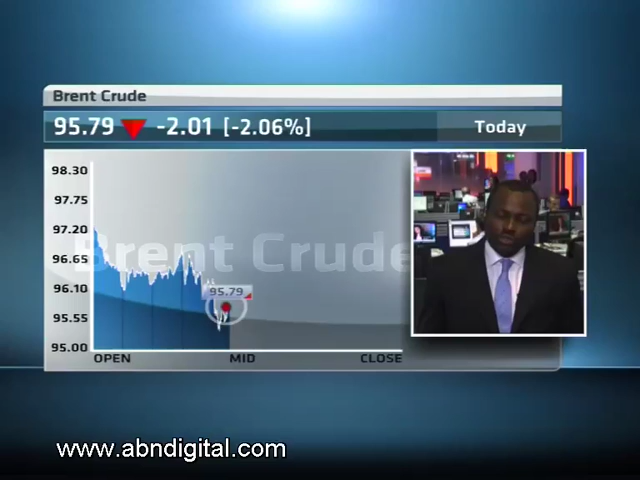 Brent Crude
95.79 -2.01 [-2.06%] Today
98.30
97.75
97.20
96.65
96.10
95.55
95.00
Brent Crude
95.79
OPEN MID CLOSE
www.abndigital.com